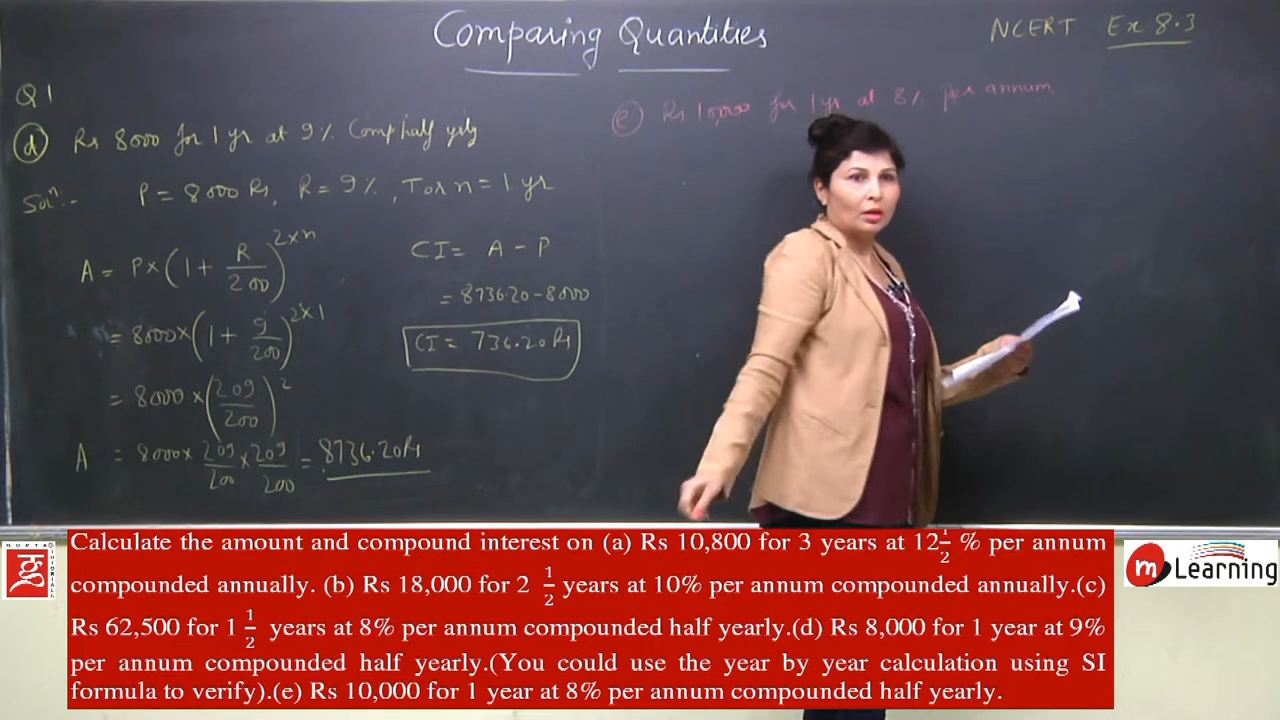 Comparing Quantities
NCERT Ex 8.3
Q1
(d) Rs 8000 for 1 yr at 9% Comp half yrly
Soln:- P = 8000 Rs, R = 9%, T or n = 1 yr
A = P×(1 + R/200)^2×n
= 8000×(1 + 9/200)^2×1
= 8000 × (209/200)^2
A = 8000× 209/200 × 209/200 = 8736.20Rs
CI = A - P
= 8736.20 - 8000
CI = 736.20 Rs
(e) Rs 10,000 for 1 yr at 8% per annum
Calculate the amount and compound interest on (a) Rs 10,800 for 3 years at 12 1/2 % per annum
compounded annually. (b) Rs 18,000 for 2 1/2 years at 10% per annum compounded annually.(c)
Rs 62,500 for 1 1/2 years at 8% per annum compounded half yearly.(d) Rs 8,000 for 1 year at 9%
per annum compounded half yearly.(You could use the year by year calculation using SI
formula to verify).(e) Rs 10,000 for 1 year at 8% per annum compounded half yearly.
m Learning